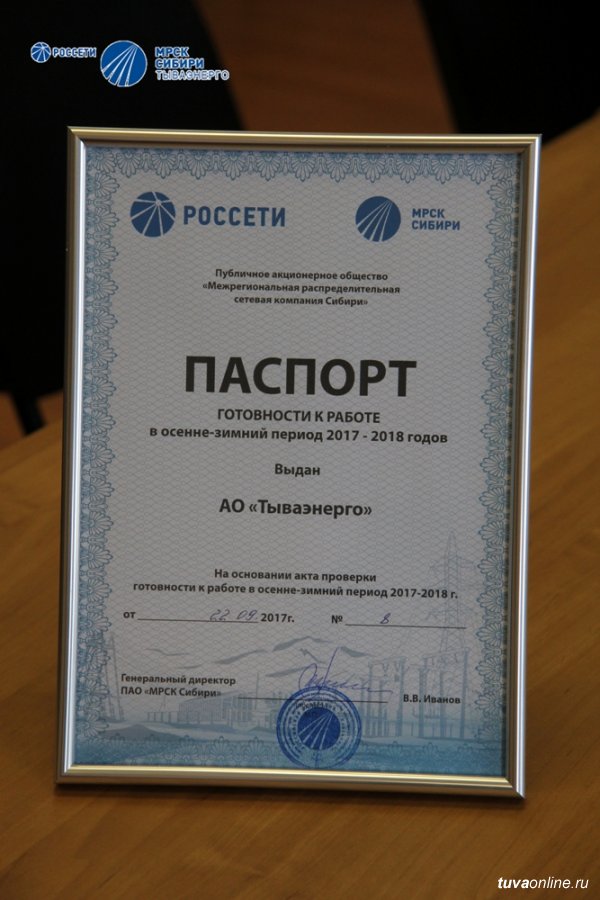 РОССЕТИ
МРСК
СИБИРИ
ТЫВАЭНЕРГО
РОССЕТИ
МРСК
СИБИРИ
Публичное акционерное общество
«Межрегиональная распределительная
сетевая компания Сибири»
ПАСПОРТ
ГОТОВНОСТИ К РАБОТЕ
в осенне-зимний период 2017 - 2018 годов
Выдан
АО «Тываэнерго»
На основании акта проверки
готовности к работе в осенне-зимний период 2017-2018 г.
от 22 09 2017г. № 8
Генеральный директор
ПАО «МРСК Сибири» В.В. Иванов
tuvaonline.ru